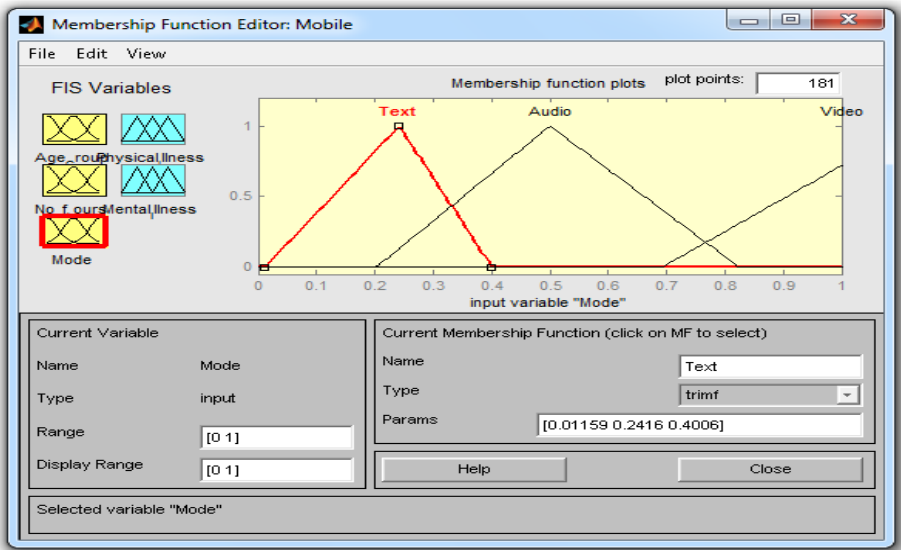 Membership Function Editor: Mobile
File Edit View
FIS Variables
Membership function plots plot points: 181
Text Audio Video
1
0.5
0
Age_roup Physical,Ilness
No_f_ours Mental,Ilness
Mode
0 0.1 0.2 0.3 0.4 0.5 0.6 0.7 0.8 0.9 1
input variable "Mode"
Current Variable
Name Mode
Type input
Range [0 1]
Display Range [0 1]
Current Membership Function (click on MF to select)
Name Text
Type trimf
Params [0.01159 0.2416 0.4006]
Help Close
Selected variable "Mode"